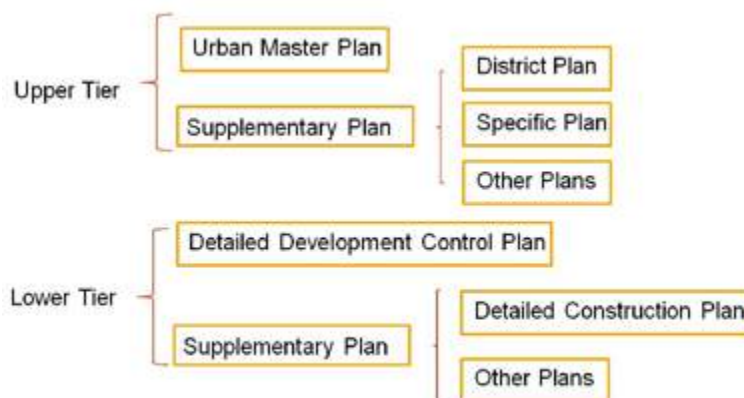 Urban Master Plan
District Plan
Upper Tier
Supplementary Plan
Specific Plan
Other Plans
Detailed Development Control Plan
Lower Tier
Detailed Construction Plan
Supplementary Plan
Other Plans